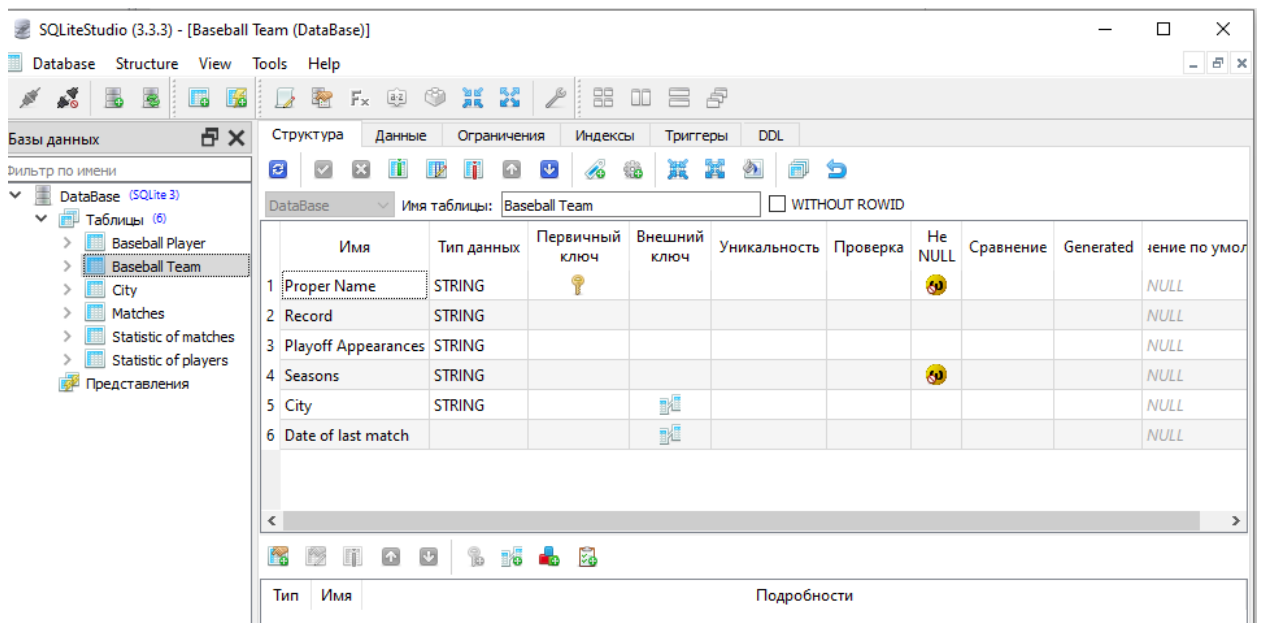 SQLiteStudio (3.3.3) - [Baseball Team (DataBase)]
Database Structure View Tools Help
Базы данных
Фильтр по имени
DataBase (SQLite 3)
Таблицы (6)
Baseball Player
Baseball Team
City
Matches
Statistic of matches
Statistic of players
Представления
Структура Данные Ограничения Индексы Триггеры DDL
DataBase Имя таблицы: Baseball Team WITHOUT ROWID
Имя Тип данных Первичный ключ Внешний ключ Уникальность Проверка Не NULL Сравнение Generated чение по умол
1 Proper Name STRING NULL
2 Record STRING NULL
3 Playoff Appearances STRING NULL
4 Seasons STRING NULL
5 City STRING NULL
6 Date of last match NULL
Тип Имя Подробности